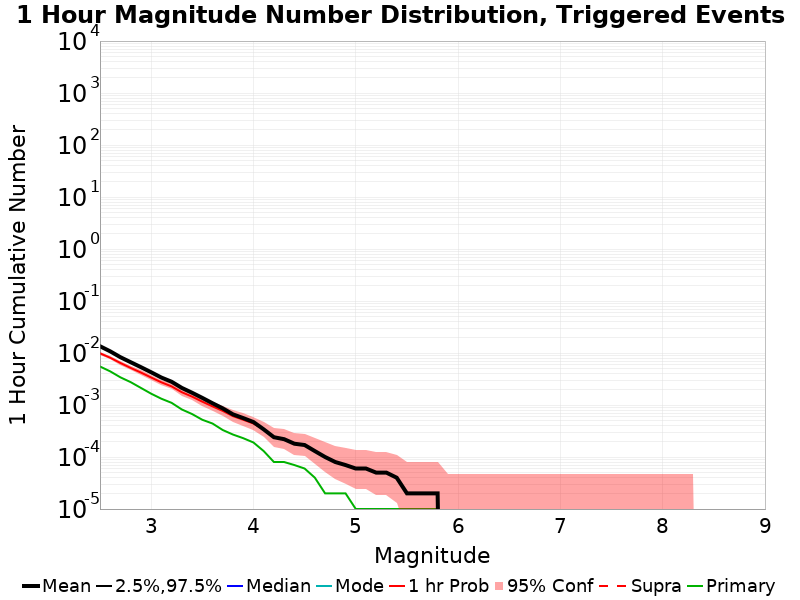 1 Hour Magnitude Number Distribution, Triggered Events
1 Hour Cumulative Number
10^4
10^3
10^2
10^1
10^0
10^-1
10^-2
10^-3
10^-4
10^-5
3 4 5 6 7 8 9
Magnitude
Mean 2.5%,97.5% Median Mode 1 hr Prob 95% Conf Supra Primary